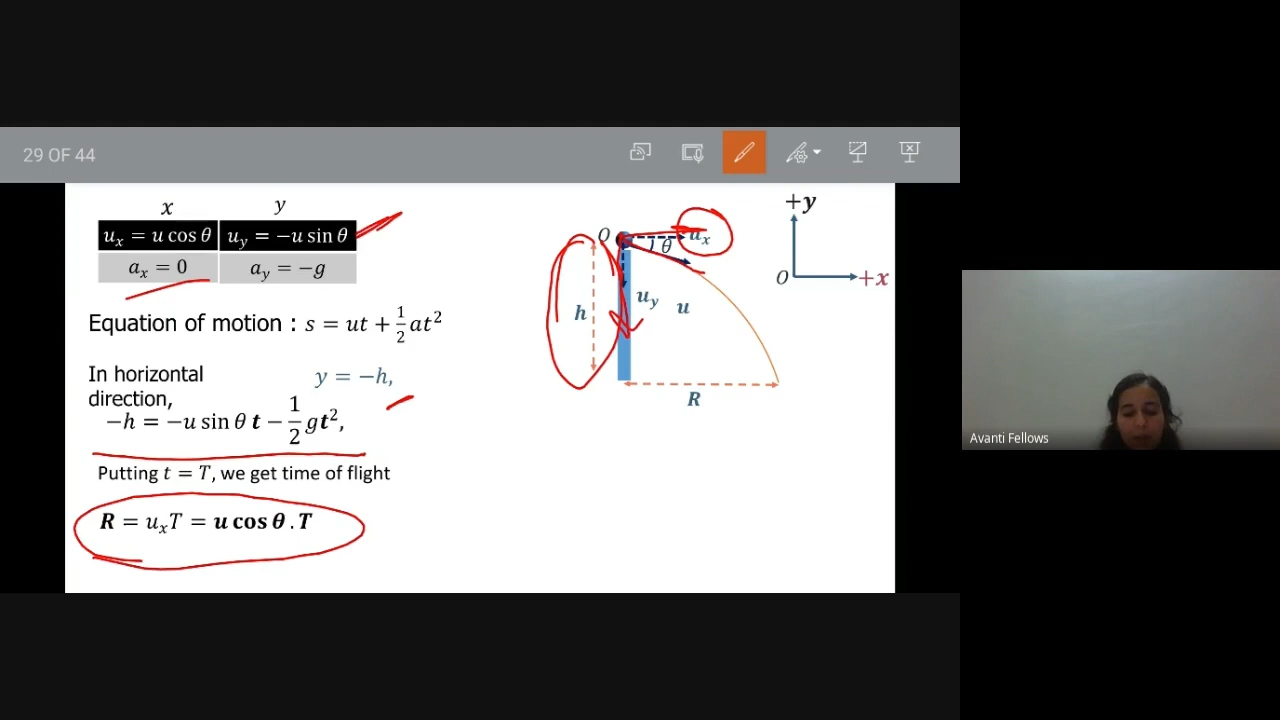 29 OF 44
x y
u_x = u cos θ u_y = −u sin θ
a_x = 0 a_y = −g
Equation of motion : s = ut + 1/2 at²
In horizontal
direction,
y = −h,
−h = −u sin θ t − 1/2 gt²,
Putting t = T, we get time of flight
R = u_xT = u cos θ . T
O
θ
u_x
h
u_y
u
R
+y
O
+x
Avanti Fellows